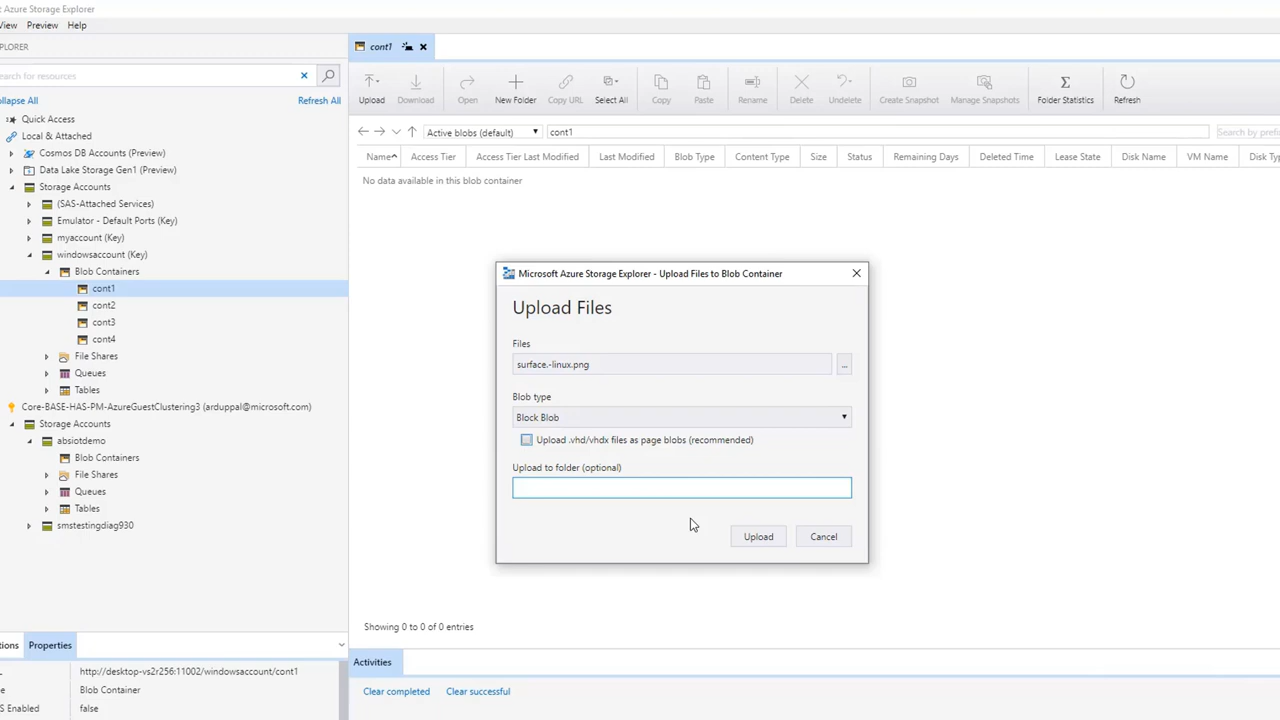 t Azure Storage Explorer
View Preview Help
PLORER
earch for resources
ollapse All Refresh All
Quick Access
Local & Attached
Cosmos DB Accounts (Preview)
Data Lake Storage Gen1 (Preview)
Storage Accounts
(SAS-Attached Services)
Emulator - Default Ports (Key)
myaccount (Key)
windowsaccount (Key)
Blob Containers
cont1
cont2
cont3
cont4
File Shares
Queues
Tables
Core-BASE-HAS-PM-AzureGuestClustering3 (arduppal@microsoft.com)
Storage Accounts
absiotdemo
Blob Containers
File Shares
Queues
Tables
smstestingdiag930
tions Properties
L http://desktop-vs2r256:11002/windowsaccount/cont1
e Blob Container
S Enabled false
cont1
Upload Download Open New Folder Copy URL Select All Copy Paste Rename Delete Undelete Create Snapshot Manage Snapshots Folder Statistics Refresh
Active blobs (default) cont1 Search by prefi
Name Access Tier Access Tier Last Modified Last Modified Blob Type Content Type Size Status Remaining Days Deleted Time Lease State Disk Name VM Name Disk Typ
No data available in this blob container
Microsoft Azure Storage Explorer - Upload Files to Blob Container
Upload Files
Files
surface.-linux.png ...
Blob type
Block Blob
Upload .vhd/vhdx files as page blobs (recommended)
Upload to folder (optional)
Upload Cancel
Showing 0 to 0 of 0 entries
Activities
Clear completed Clear successful